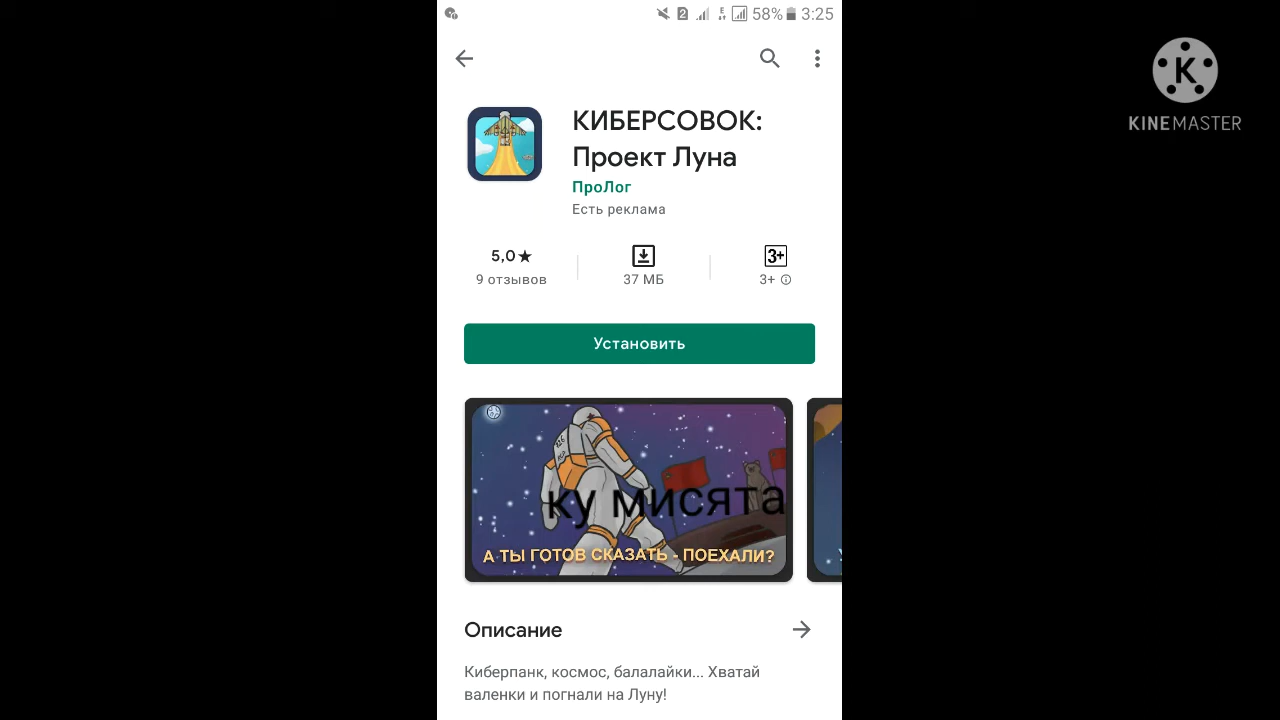 58% 3:25
K
KINEMASTER
КИБЕРСОВОК:
Проект Луна
ПроЛог
Есть реклама
5,0★
9 отзывов
37 МБ
3+
3+
Установить
ку мисята
А ТЫ ГОТОВ СКАЗАТЬ - ПОЕХАЛИ?
Описание
Киберпанк, космос, балалайки... Хватай
валенки и погнали на Луну!